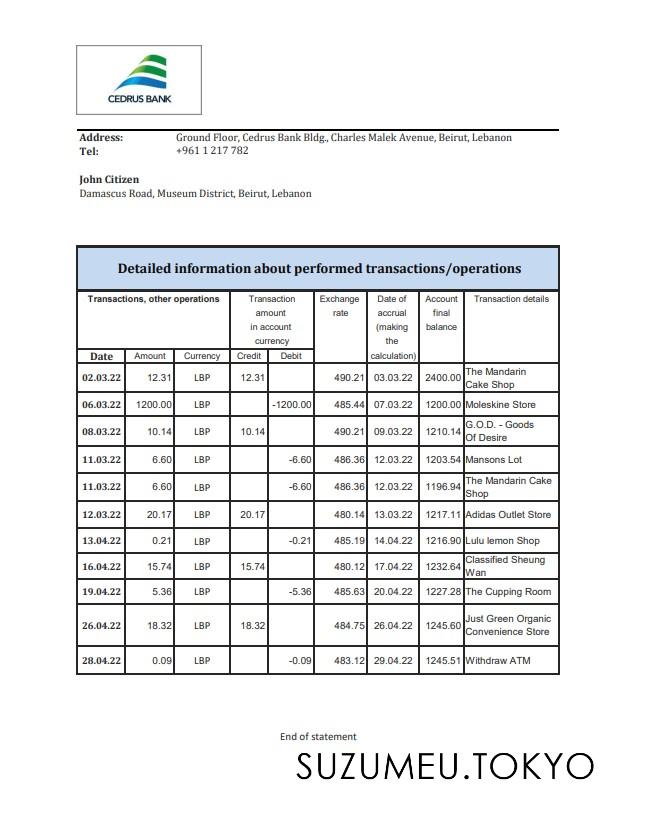 CEDRUS BANK
Address: Ground Floor, Cedrus Bank Bldg., Charles Malek Avenue, Beirut, Lebanon
Tel: +961 1 217 782
John Citizen
Damascus Road, Museum District, Beirut, Lebanon
Detailed information about performed transactions/operations
Transactions, other operations
Transaction
amount
in account
currency
Exchange
rate
Date of
accrual
(making
the
calculation)
Account
final
balance
Transaction details
Date Amount Currency Credit Debit
02.03.22 12.31 LBP 12.31 490.21 03.03.22 2400.00 The Mandarin
Cake Shop
06.03.22 1200.00 LBP -1200.00 485.44 07.03.22 1200.00 Moleskine Store
08.03.22 10.14 LBP 10.14 490.21 09.03.22 1210.14 G.O.D. - Goods
Of Desire
11.03.22 6.60 LBP -6.60 486.36 12.03.22 1203.54 Mansons Lot
11.03.22 6.60 LBP -6.60 486.36 12.03.22 1196.94 The Mandarin Cake
Shop
12.03.22 20.17 LBP 20.17 480.14 13.03.22 1217.11 Adidas Outlet Store
13.04.22 0.21 LBP -0.21 485.19 14.04.22 1216.90 Lulu lemon Shop
16.04.22 15.74 LBP 15.74 480.12 17.04.22 1232.64 Classified Sheung
Wan
19.04.22 5.36 LBP -5.36 485.63 20.04.22 1227.28 The Cupping Room
26.04.22 18.32 LBP 18.32 484.75 26.04.22 1245.60 Just Green Organic
Convenience Store
28.04.22 0.09 LBP -0.09 483.12 29.04.22 1245.51 Withdraw ATM
End of statement
SUZUMEU.TOKYO